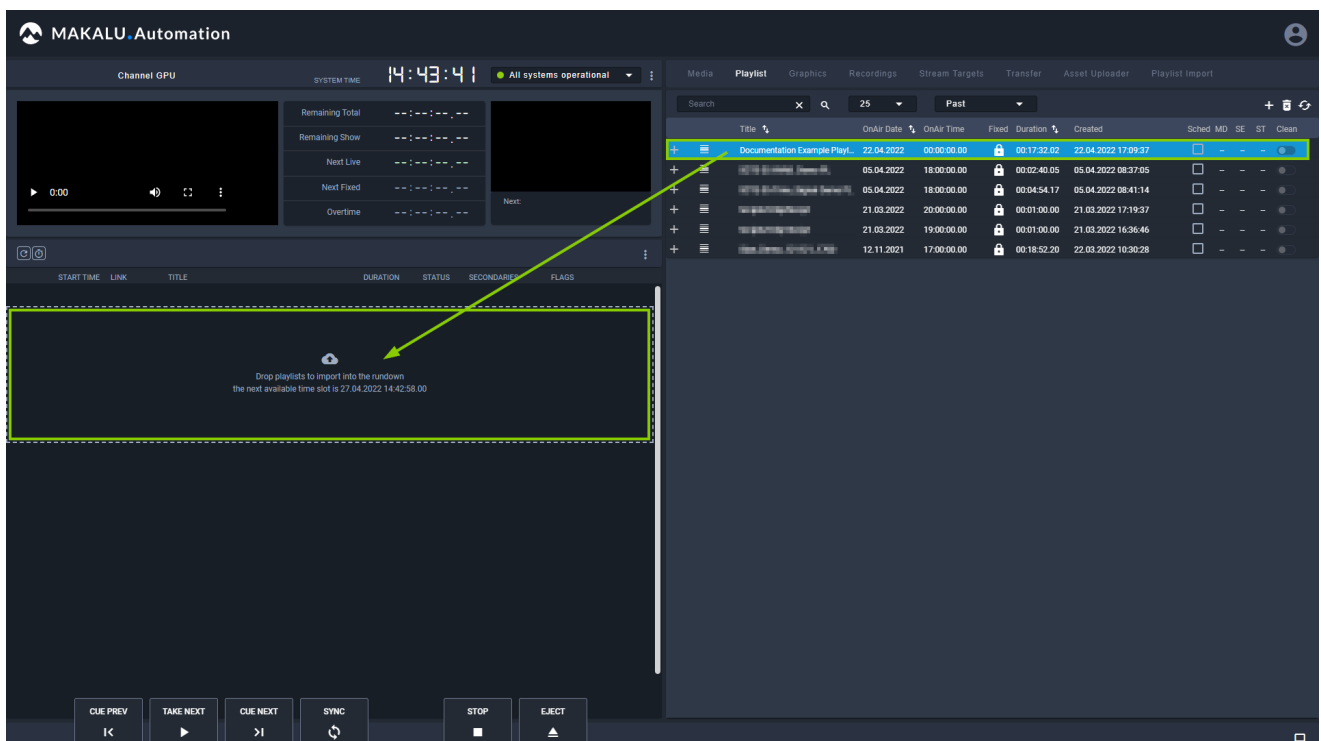 MAKALU.Automation
Channel GPU
SYSTEM TIME
14:43:41
All systems operational
Remaining Total --:--:--.--
Remaining Show --:--:--.--
Next Live --:--:--.--
Next Fixed --:--:--.--
Overtime --:--:--.--
0:00
Next:
START TIME LINK TITLE DURATION STATUS SECONDARIES FLAGS
Drop playlists to import into the rundown
the next available time slot is 27.04.2022 14:42:58.00
CUE PREV TAKE NEXT CUE NEXT SYNC STOP EJECT
Media Playlist Graphics Recordings Stream Targets Transfer Asset Uploader Playlist Import
Search 25 Past
Title OnAir Date OnAir Time Fixed Duration Created Sched MD SE ST Clean
Documentation Example Playl... 22.04.2022 00:00:00.00 00:17:32.02 22.04.2022 17:09:37 – – –
05.04.2022 18:00:00.00 00:02:40.05 05.04.2022 08:37:05 – – –
05.04.2022 18:00:00.00 00:04:54.17 05.04.2022 08:41:14 – – –
21.03.2022 20:00:00.00 00:01:00.00 21.03.2022 17:19:37 – – –
21.03.2022 19:00:00.00 00:01:00.00 21.03.2022 16:36:46 – – –
12.11.2021 17:00:00.00 00:18:52.20 22.03.2022 10:30:28 – – –